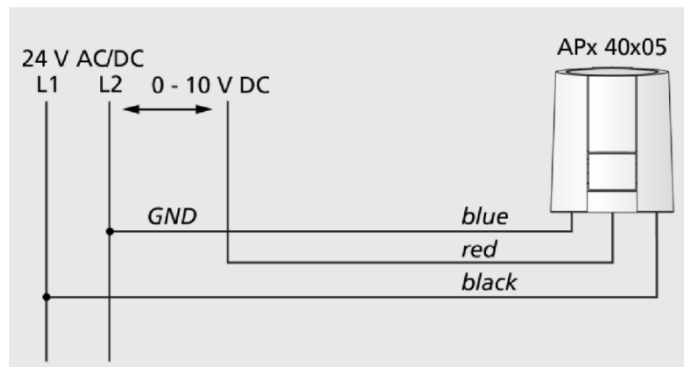 APx 40x05
24 V AC/DC
L1 L2 0 - 10 V DC
GND blue
red
black